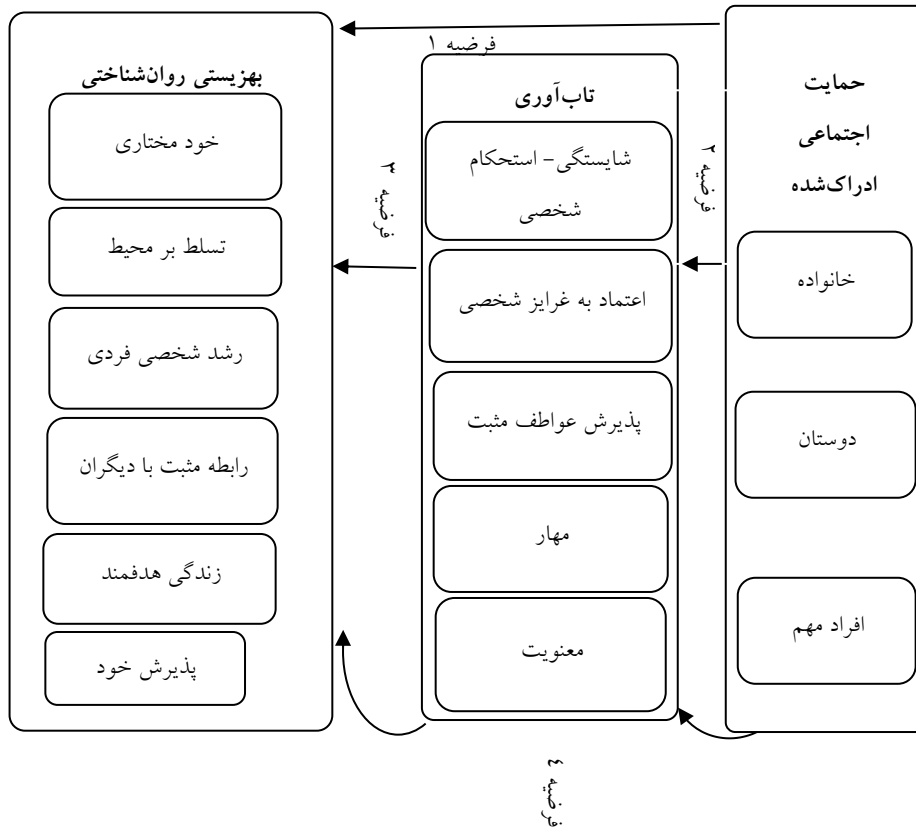 حمایت
اجتماعی
ادراک‌شده
خانواده
دوستان
افراد مهم
فرضیه ۱
فرضیه ۲
تاب‌آوری
شایستگی- استحکام
شخصی
اعتماد به غرایز شخصی
پذیرش عواطف مثبت
مهار
معنویت
فرضیه ۳
بهزیستی روان‌شناختی
خود مختاری
تسلط بر محیط
رشد شخصی فردی
رابطه مثبت با دیگران
زندگی هدفمند
پذیرش خود
فرضیه ٤